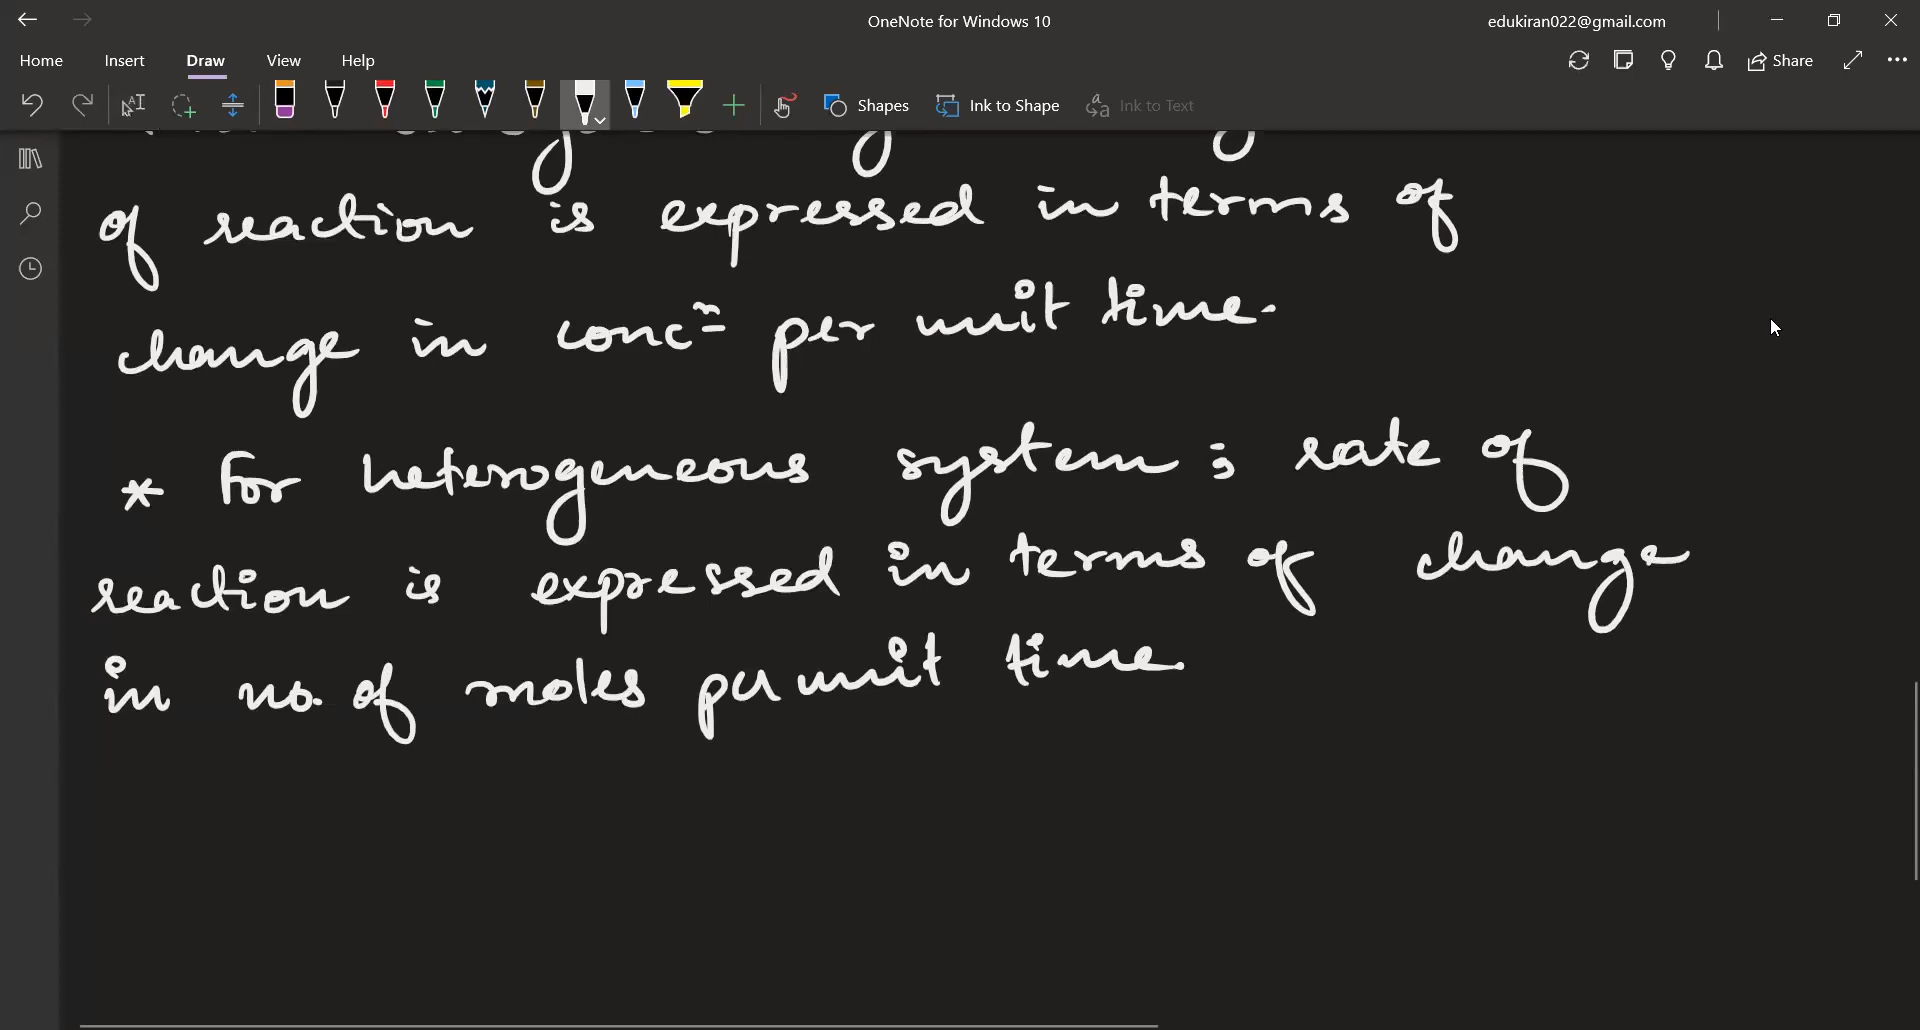 OneNote for Windows 10
edukiran022@gmail.com
Home Insert Draw View Help
Share
Shapes Ink to Shape Ink to Text
of reaction is expressed in terms of
change in concⁿ per unit time.
* For heterogeneous system; rate of
reaction is expressed in terms of change
in no. of moles per unit time.